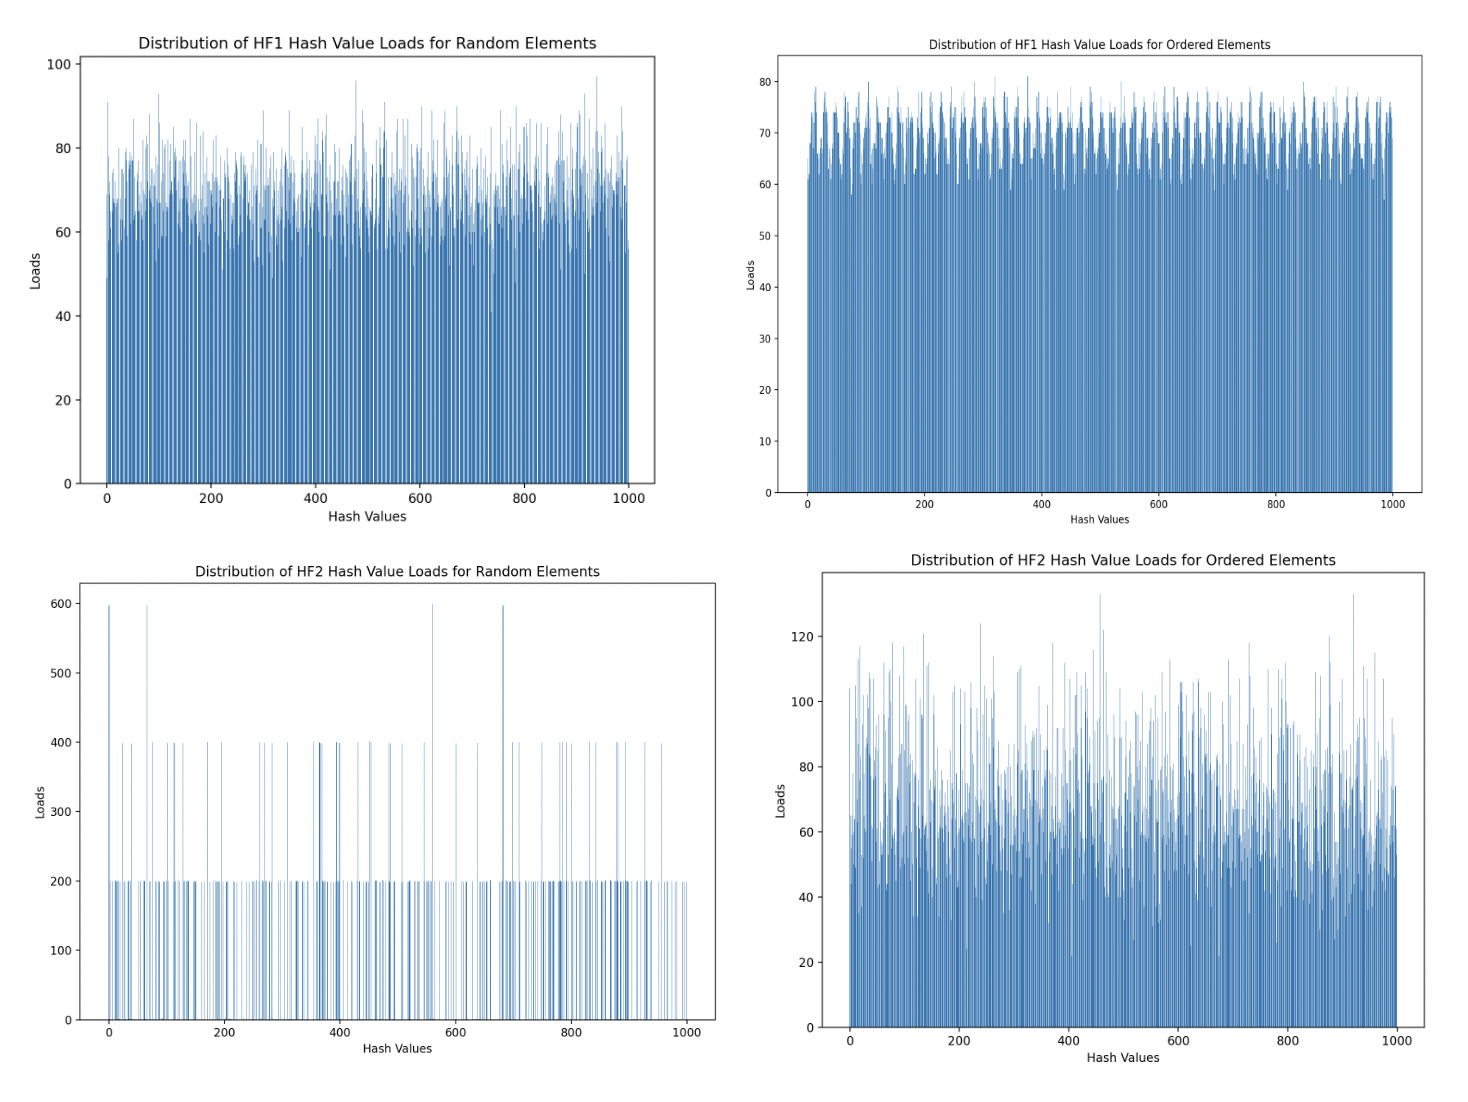 Distribution of HF1 Hash Value Loads for Random Elements
100
80
60
40
20
0
Loads
0 200 400 600 800 1000
Hash Values
Distribution of HF1 Hash Value Loads for Ordered Elements
80
70
60
50
40
30
20
10
0
Loads
0 200 400 600 800 1000
Hash Values
Distribution of HF2 Hash Value Loads for Random Elements
600
500
400
300
200
100
0
Loads
0 200 400 600 800 1000
Hash Values
Distribution of HF2 Hash Value Loads for Ordered Elements
120
100
80
60
40
20
0
Loads
0 200 400 600 800 1000
Hash Values